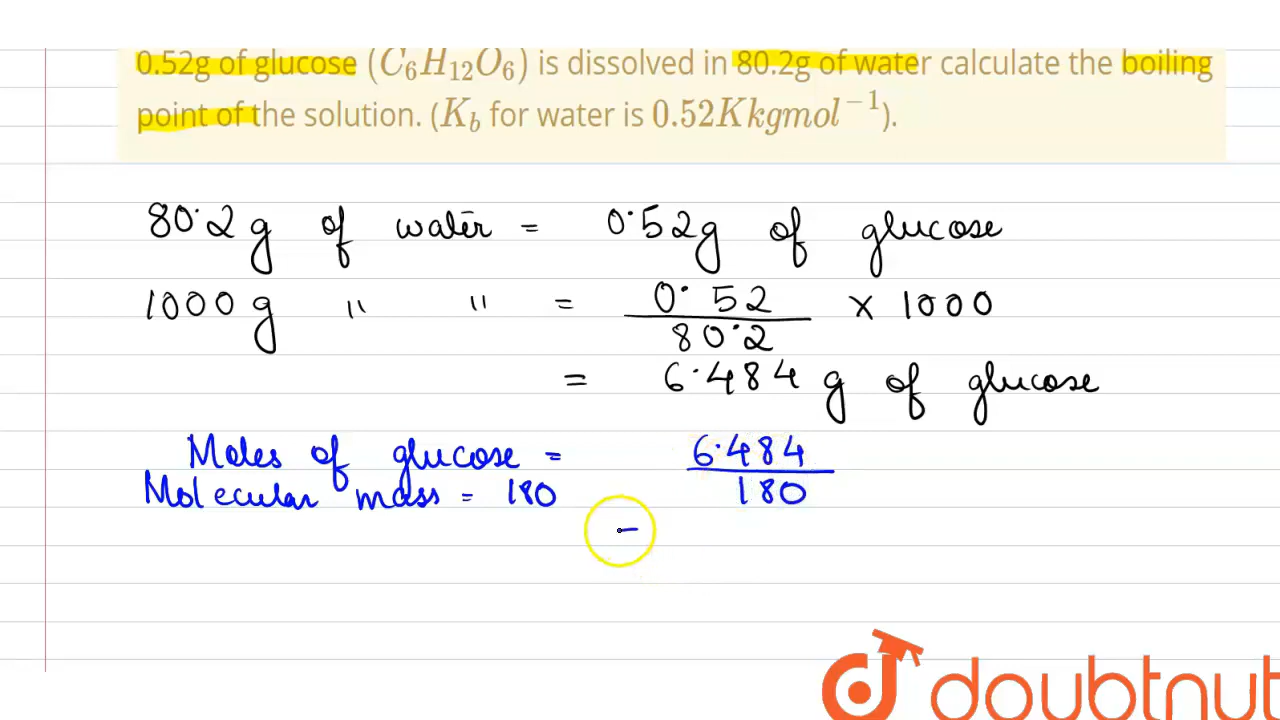 0.52g of glucose (C₆H₁₂O₆) is dissolved in 80.2g of water calculate the boiling
point of the solution. (K_b for water is 0.52Kkgmol⁻¹).
80.2 g of water = 0.52g of glucose
1000 g " " = 0.52 / 80.2 × 1000
= 6.484 g of glucose
Moles of glucose = 6.484 / 180
Molecular mass = 180
=
doubtnut